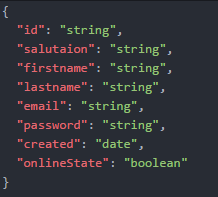 {
"id": "string",
"salutaion": "string",
"firstname": "string",
"lastname": "string",
"email": "string",
"password": "string",
"created": "date",
"onlineState": "boolean"
}